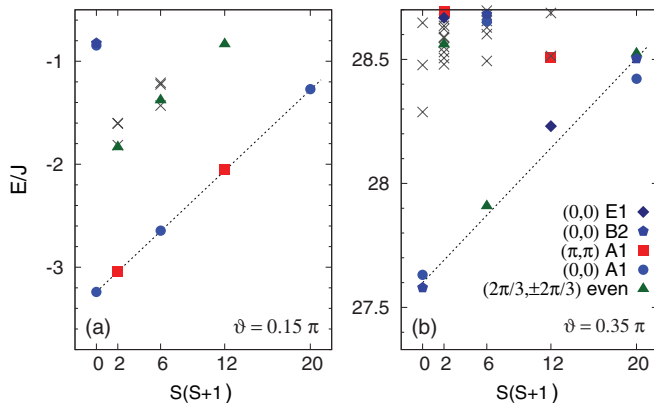 E/J
-1
-2
-3
(a)
ϑ = 0.15 π
0 2 6 12 20
S(S+1)
28.5
28
27.5
(0,0) E1
(0,0) B2
(π,π) A1
(0,0) A1
(2π/3,±2π/3) even
(b)
ϑ = 0.35 π
0 2 6 12 20
S(S+1)